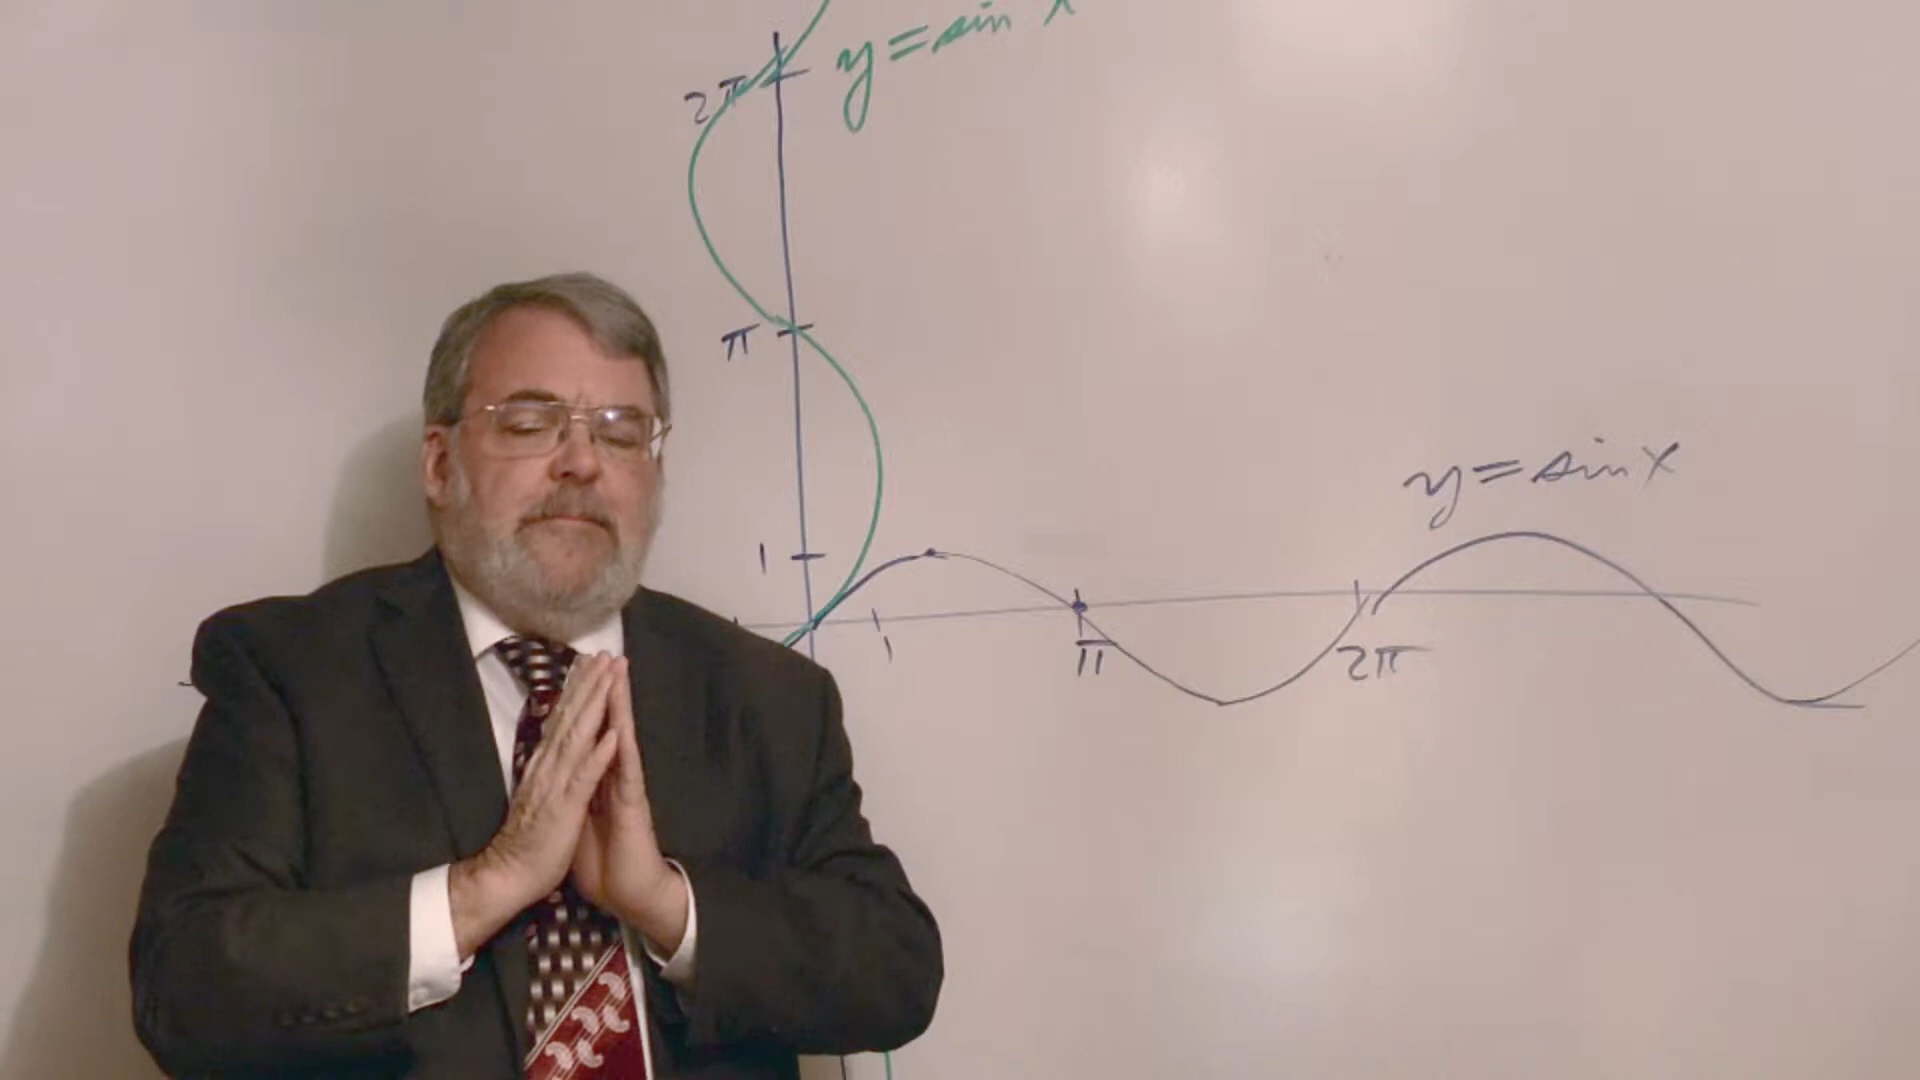 y = sin x
2π
π
y = sin x
1
1
π
2π